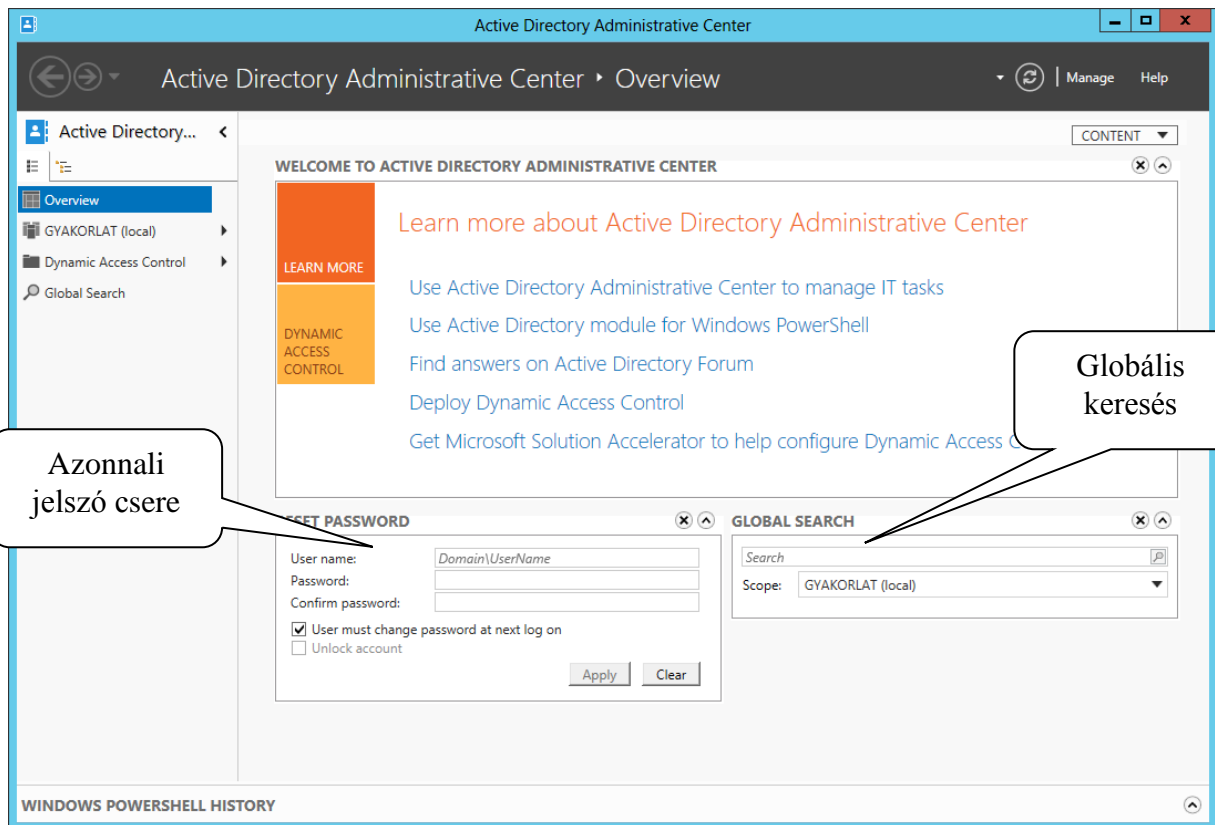 Active Directory Administrative Center
Active Directory Administrative Center • Overview
Manage Help
Active Directory...
CONTENT
Overview
GYAKORLAT (local)
Dynamic Access Control
Global Search
WELCOME TO ACTIVE DIRECTORY ADMINISTRATIVE CENTER
LEARN MORE
DYNAMIC
ACCESS
CONTROL
Learn more about Active Directory Administrative Center
Use Active Directory Administrative Center to manage IT tasks
Use Active Directory module for Windows PowerShell
Find answers on Active Directory Forum
Deploy Dynamic Access Control
Get Microsoft Solution Accelerator to help configure Dynamic Access
Globális
keresés
Azonnali
jelszó csere
RESET PASSWORD
User name: Domain\UserName
Password:
Confirm password:
User must change password at next log on
Unlock account
Apply Clear
GLOBAL SEARCH
Search
Scope: GYAKORLAT (local)
WINDOWS POWERSHELL HISTORY